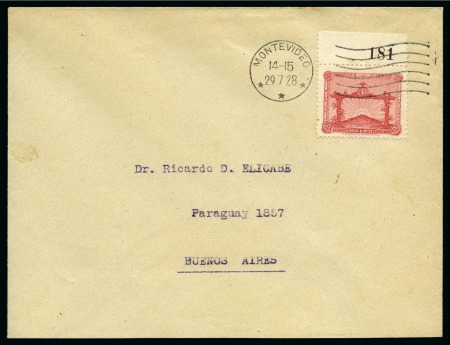 181
MONTEVIDEO
14-15
29.7.28
Dr. Ricardo D. ELICABE
Paraguay 1857
BUENOS AIRES